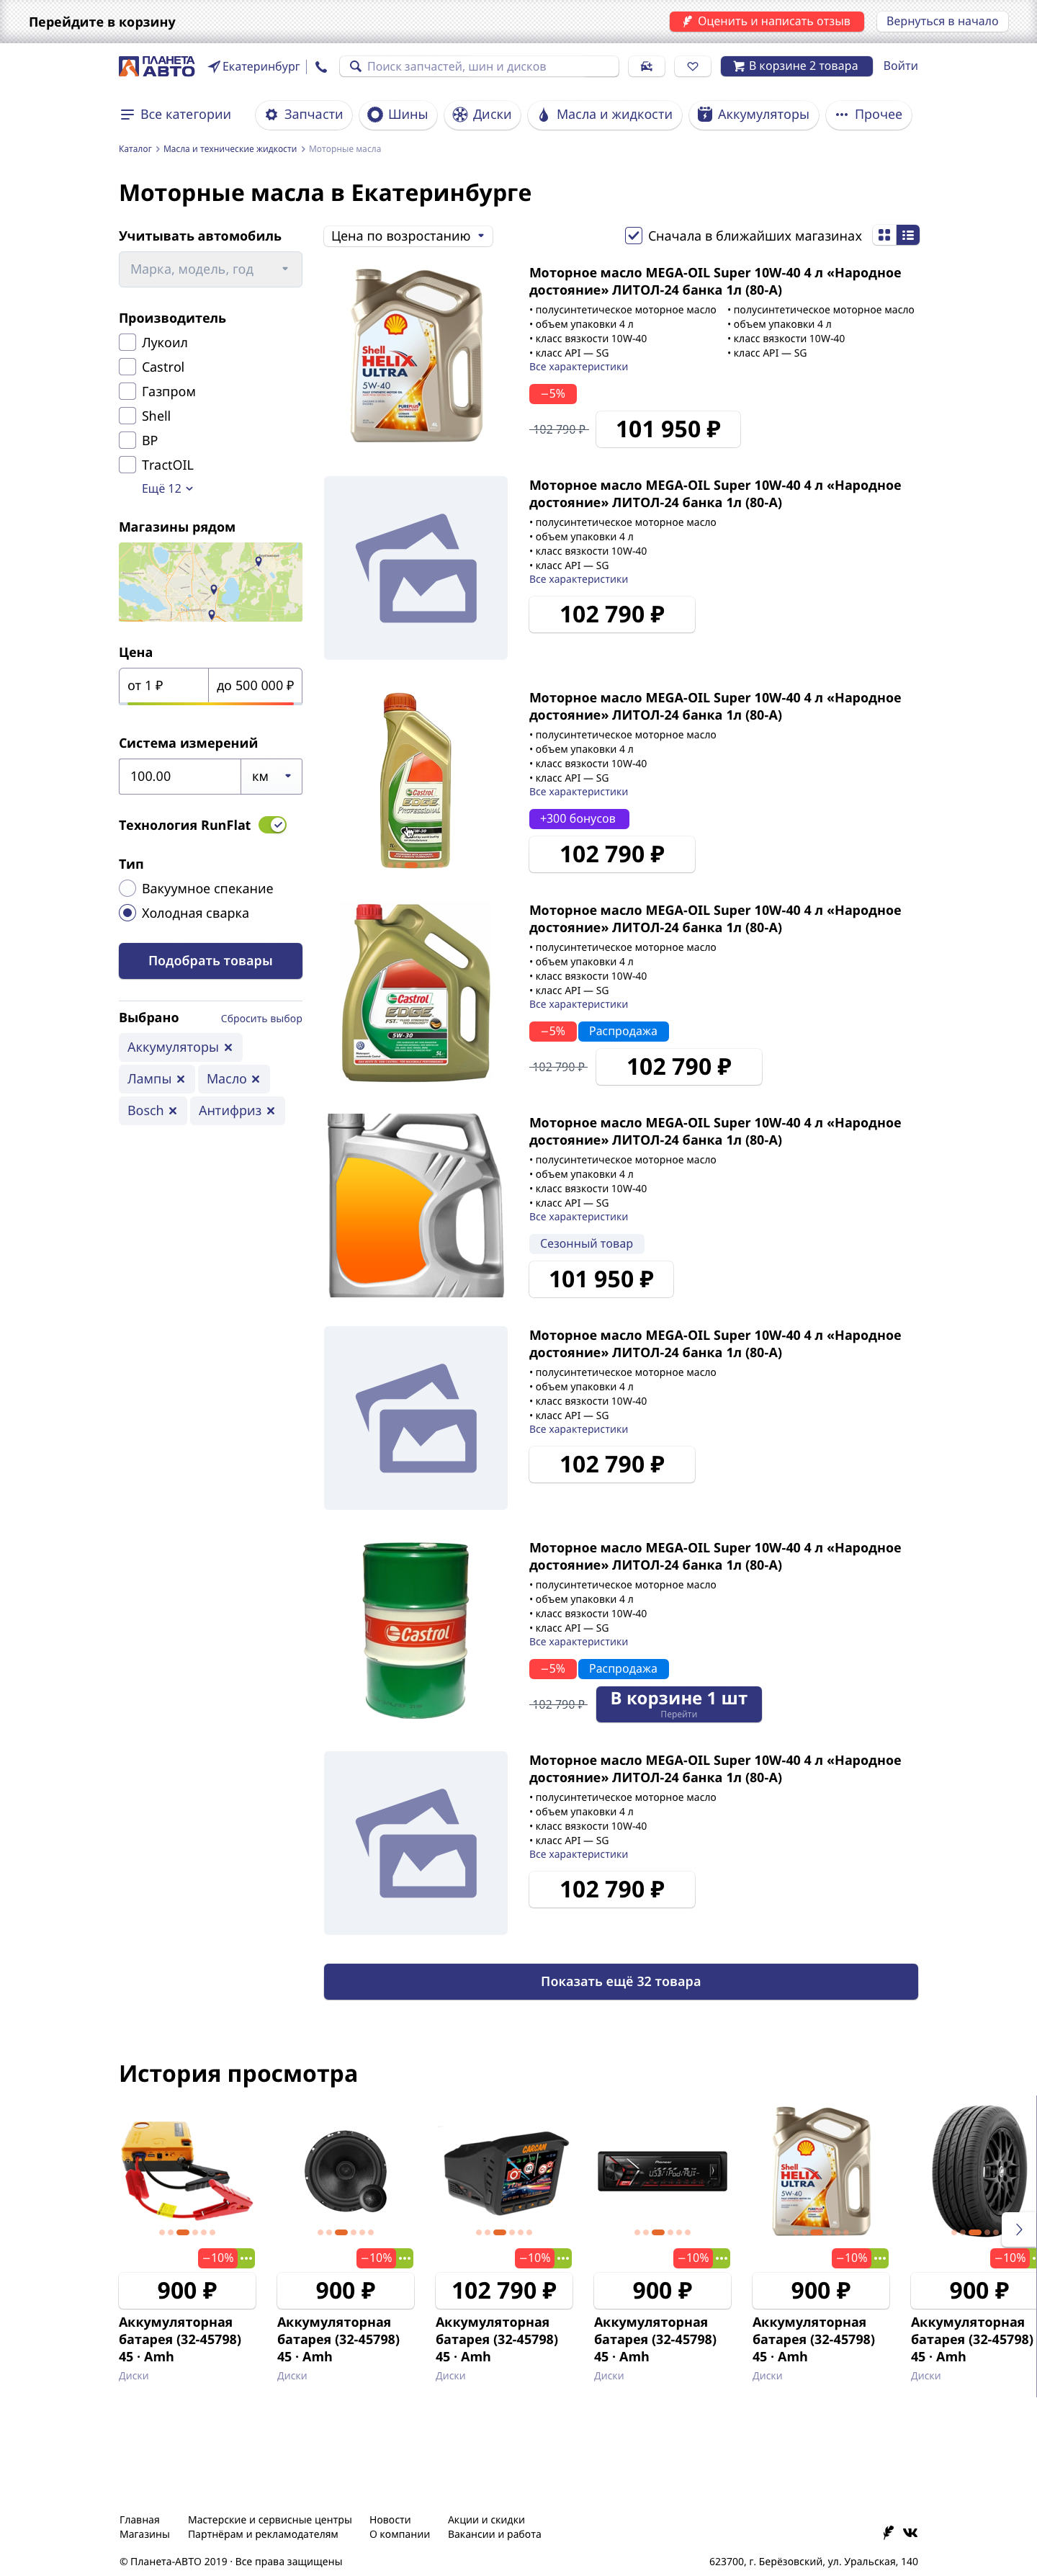 Перейдите в корзину
Оценить и написать отзыв
Вернуться в начало
ПЛАНЕТА
АВТО
Екатеринбург
Поиск запчастей, шин и дисков
В корзине 2 товара
Войти
Все категории
Запчасти
Шины
Диски
Масла и жидкости
Аккумуляторы
Прочее
Каталог > Масла и технические жидкости > Моторные масла
Моторные масла в Екатеринбурге
Учитывать автомобиль
Марка, модель, год
Производитель
Лукоил
Castrol
Газпром
Shell
BP
TractOIL
Ещё 12
Магазины рядом
Цена
от 1 ₽
до 500 000 ₽
Система измерений
100.00
км
Технология RunFlat
Тип
Вакуумное спекание
Холодная сварка
Подобрать товары
Выбрано
Сбросить выбор
Аккумуляторы ×
Лампы ×
Масло ×
Bosch ×
Антифриз ×
Цена по возростанию
Сначала в ближайших магазинах
Shell
HELIX
ULTRA
5W-40
Моторное масло MEGA-OIL Super 10W-40 4 л «Народное
достояние» ЛИТОЛ-24 банка 1л (80-А)
• полусинтетическое моторное масло
• объем упаковки 4 л
• класс вязкости 10W-40
• класс API — SG
• полусинтетическое моторное масло
• объем упаковки 4 л
• класс вязкости 10W-40
• класс API — SG
Все характеристики
−5%
102 790 ₽
101 950 ₽
Моторное масло MEGA-OIL Super 10W-40 4 л «Народное
достояние» ЛИТОЛ-24 банка 1л (80-А)
• полусинтетическое моторное масло
• объем упаковки 4 л
• класс вязкости 10W-40
• класс API — SG
Все характеристики
102 790 ₽
Castrol
EDGE
Professional
Моторное масло MEGA-OIL Super 10W-40 4 л «Народное
достояние» ЛИТОЛ-24 банка 1л (80-А)
• полусинтетическое моторное масло
• объем упаковки 4 л
• класс вязкости 10W-40
• класс API — SG
Все характеристики
+300 бонусов
102 790 ₽
Castrol
EDGE
5W-30
Моторное масло MEGA-OIL Super 10W-40 4 л «Народное
достояние» ЛИТОЛ-24 банка 1л (80-А)
• полусинтетическое моторное масло
• объем упаковки 4 л
• класс вязкости 10W-40
• класс API — SG
Все характеристики
−5%
Распродажа
102 790 ₽
102 790 ₽
Моторное масло MEGA-OIL Super 10W-40 4 л «Народное
достояние» ЛИТОЛ-24 банка 1л (80-А)
• полусинтетическое моторное масло
• объем упаковки 4 л
• класс вязкости 10W-40
• класс API — SG
Все характеристики
Сезонный товар
101 950 ₽
Моторное масло MEGA-OIL Super 10W-40 4 л «Народное
достояние» ЛИТОЛ-24 банка 1л (80-А)
• полусинтетическое моторное масло
• объем упаковки 4 л
• класс вязкости 10W-40
• класс API — SG
Все характеристики
102 790 ₽
Castrol
Моторное масло MEGA-OIL Super 10W-40 4 л «Народное
достояние» ЛИТОЛ-24 банка 1л (80-А)
• полусинтетическое моторное масло
• объем упаковки 4 л
• класс вязкости 10W-40
• класс API — SG
Все характеристики
−5%
Распродажа
102 790 ₽
В корзине 1 шт
Перейти
Моторное масло MEGA-OIL Super 10W-40 4 л «Народное
достояние» ЛИТОЛ-24 банка 1л (80-А)
• полусинтетическое моторное масло
• объем упаковки 4 л
• класс вязкости 10W-40
• класс API — SG
Все характеристики
102 790 ₽
Показать ещё 32 товара
История просмотра
−10%
900 ₽
Аккумуляторная
батарея (32-45798)
45 · Amh
Диски
−10%
900 ₽
Аккумуляторная
батарея (32-45798)
45 · Amh
Диски
CARCAM
−10%
102 790 ₽
Аккумуляторная
батарея (32-45798)
45 · Amh
Диски
−10%
900 ₽
Аккумуляторная
батарея (32-45798)
45 · Amh
Диски
Shell
HELIX
ULTRA
5W-40
−10%
900 ₽
Аккумуляторная
батарея (32-45798)
45 · Amh
Диски
−10%
900 ₽
Аккумуляторная
батарея (32-45798)
45 · Amh
Диски
Главная
Магазины
Мастерские и сервисные центры
Партнёрам и рекламодателям
Новости
О компании
Акции и скидки
Вакансии и работа
© Планета-АВТО 2019 · Все права защищены
623700, г. Берёзовский, ул. Уральская, 140